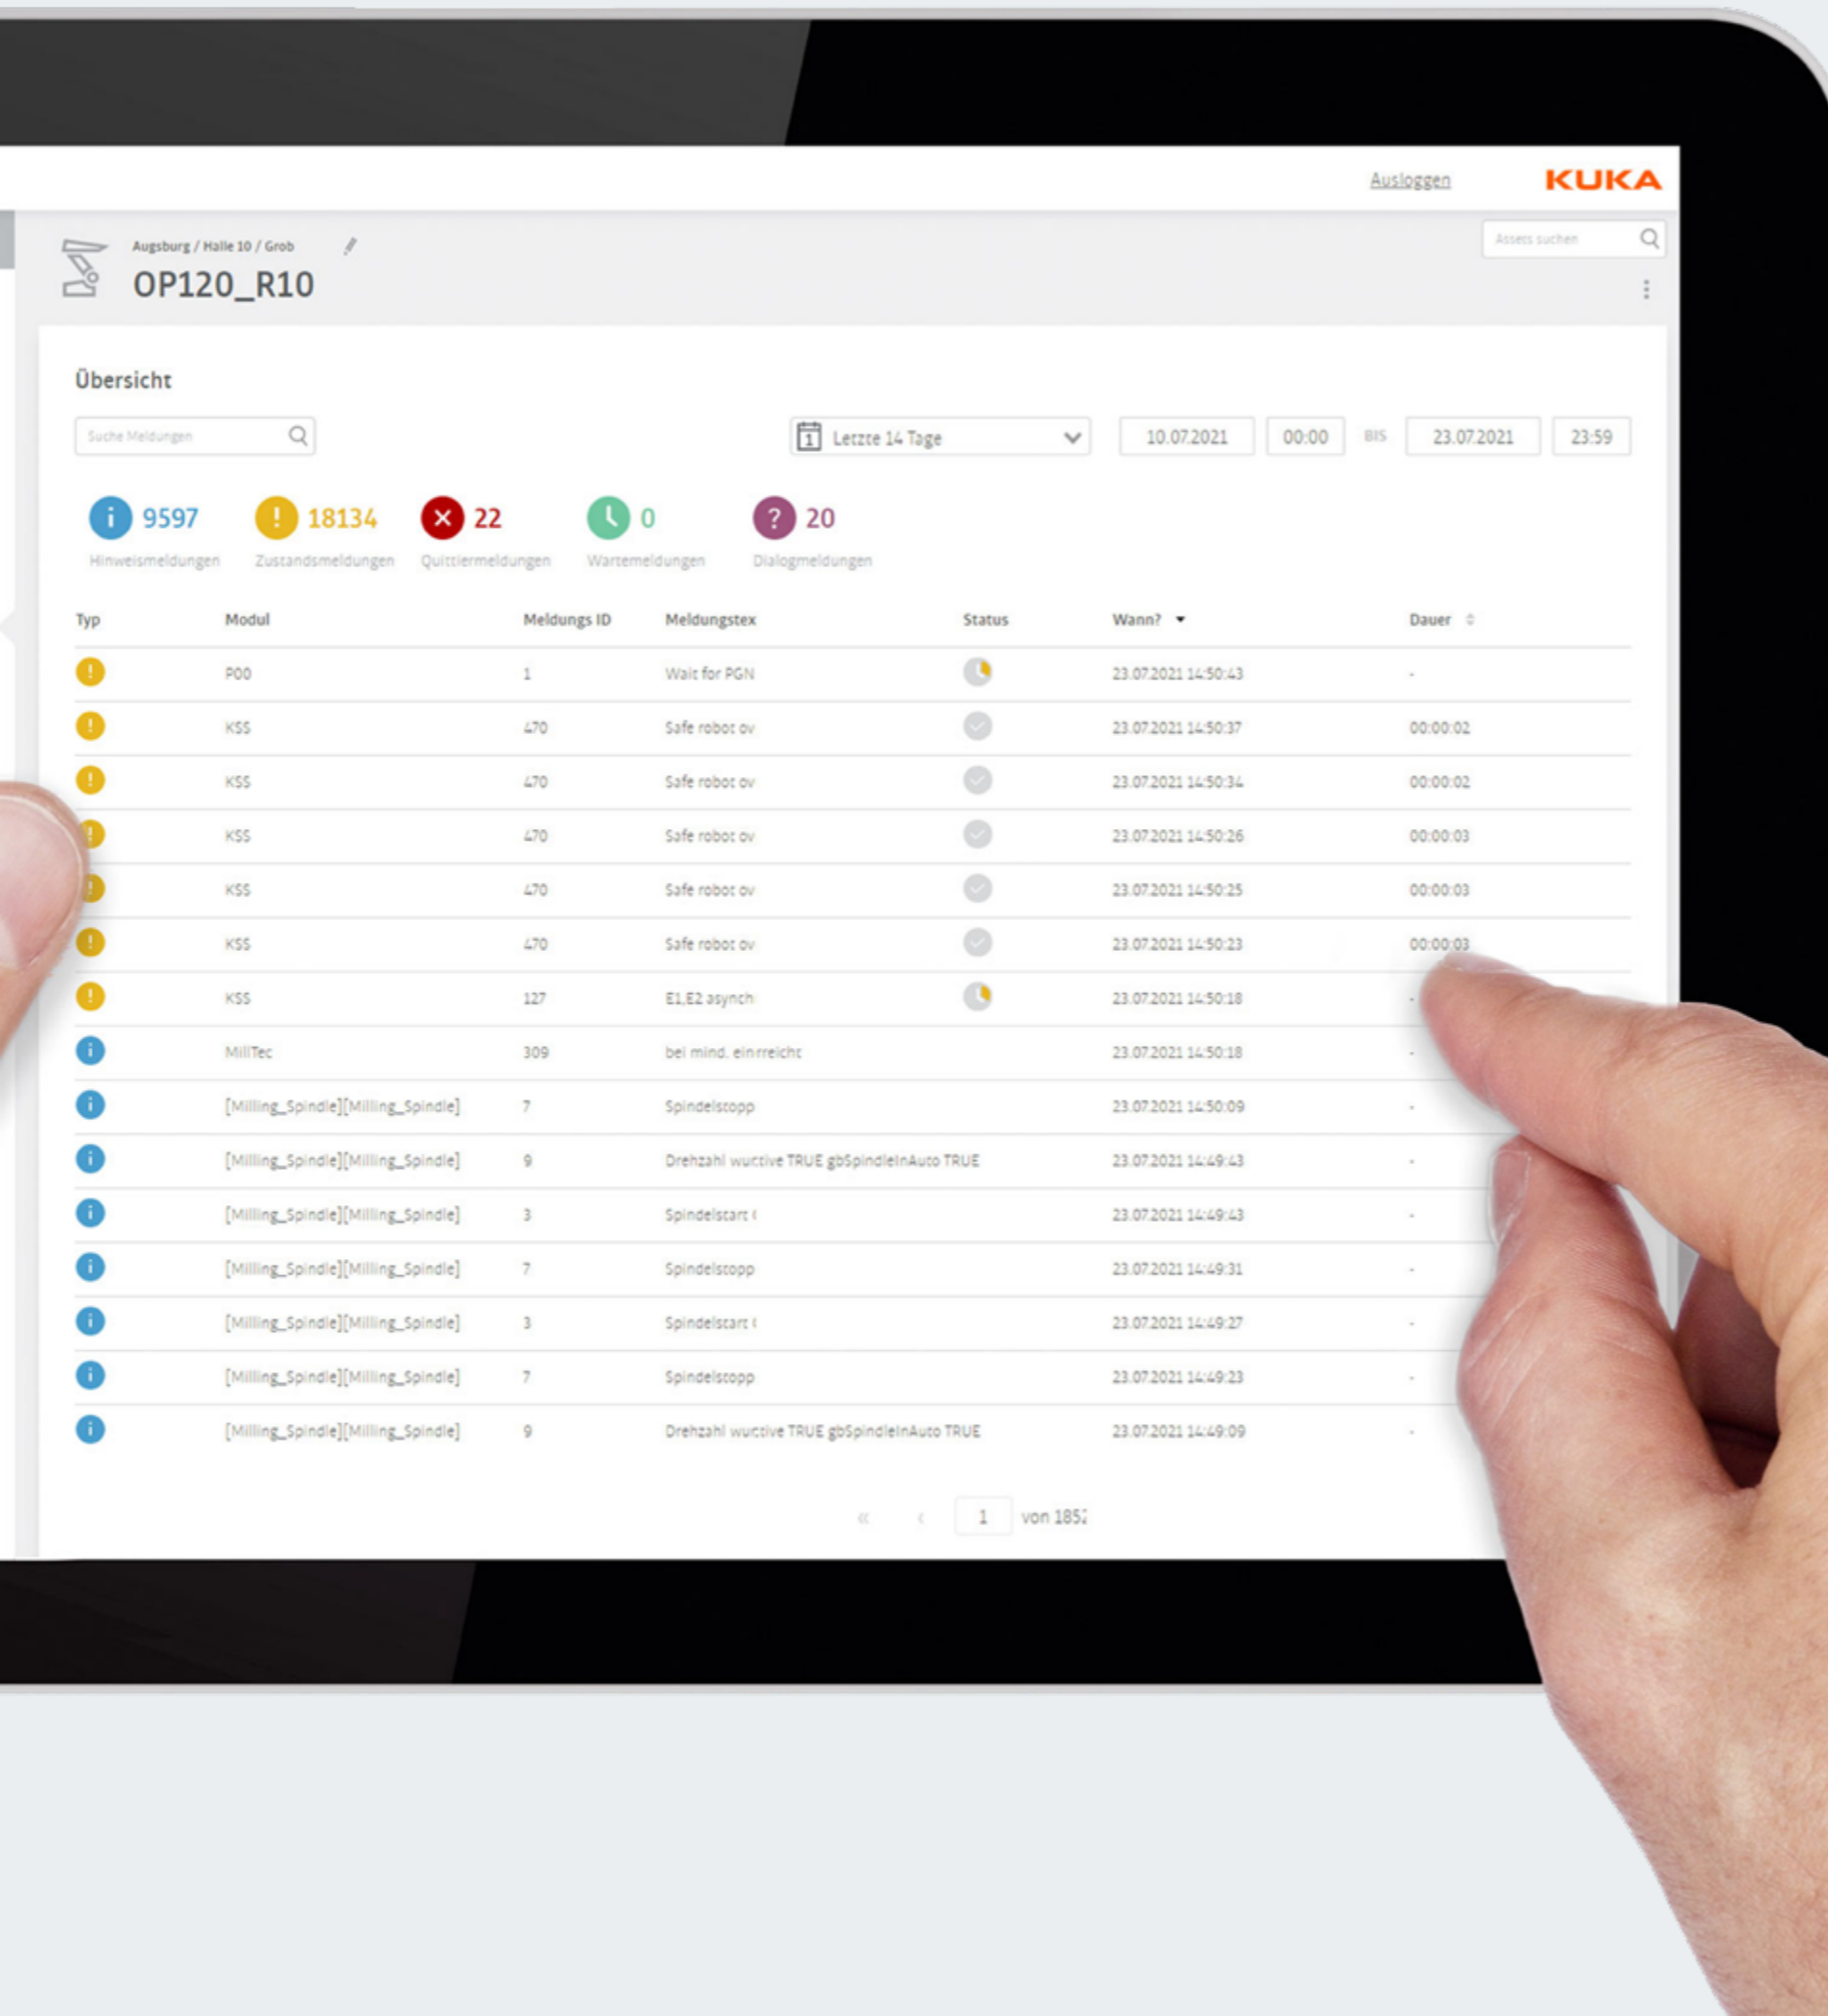 Ausloggen KUKA
Augsburg / Halle 10 / Grob
Assets suchen
OP120_R10
Übersicht
Suche Meldungen
Letzte 14 Tage 10.07.2021 00:00 BIS 23.07.2021 23:59
9597 18134 22 0 20
Hinweismeldungen Zustandsmeldungen Quittiermeldungen Wartemeldungen Dialogmeldungen
Typ Modul Meldungs ID Meldungstex Status Wann? Dauer
P00 1 Wait for PGN 23.07.2021 14:50:43 -
KSS 470 Safe robot ov 23.07.2021 14:50:37 00:00:02
KSS 470 Safe robot ov 23.07.2021 14:50:34 00:00:02
KSS 470 Safe robot ov 23.07.2021 14:50:26 00:00:03
KSS 470 Safe robot ov 23.07.2021 14:50:25 00:00:03
KSS 470 Safe robot ov 23.07.2021 14:50:23 00:00:03
KSS 127 E1,E2 asynch 23.07.2021 14:50:18 -
MillTec 309 bei mind. einrreicht 23.07.2021 14:50:18 -
[Milling_Spindle][Milling_Spindle] 7 Spindelstopp 23.07.2021 14:50:09 -
[Milling_Spindle][Milling_Spindle] 9 Drehzahl wuctive TRUE gbSpindleInAuto TRUE 23.07.2021 14:49:43 -
[Milling_Spindle][Milling_Spindle] 3 Spindelstart 23.07.2021 14:49:43 -
[Milling_Spindle][Milling_Spindle] 7 Spindelstopp 23.07.2021 14:49:31 -
[Milling_Spindle][Milling_Spindle] 3 Spindelstart 23.07.2021 14:49:27 -
[Milling_Spindle][Milling_Spindle] 7 Spindelstopp 23.07.2021 14:49:23 -
[Milling_Spindle][Milling_Spindle] 9 Drehzahl wuctive TRUE gbSpindleInAuto TRUE 23.07.2021 14:49:09 -
« ‹ 1 von 1852